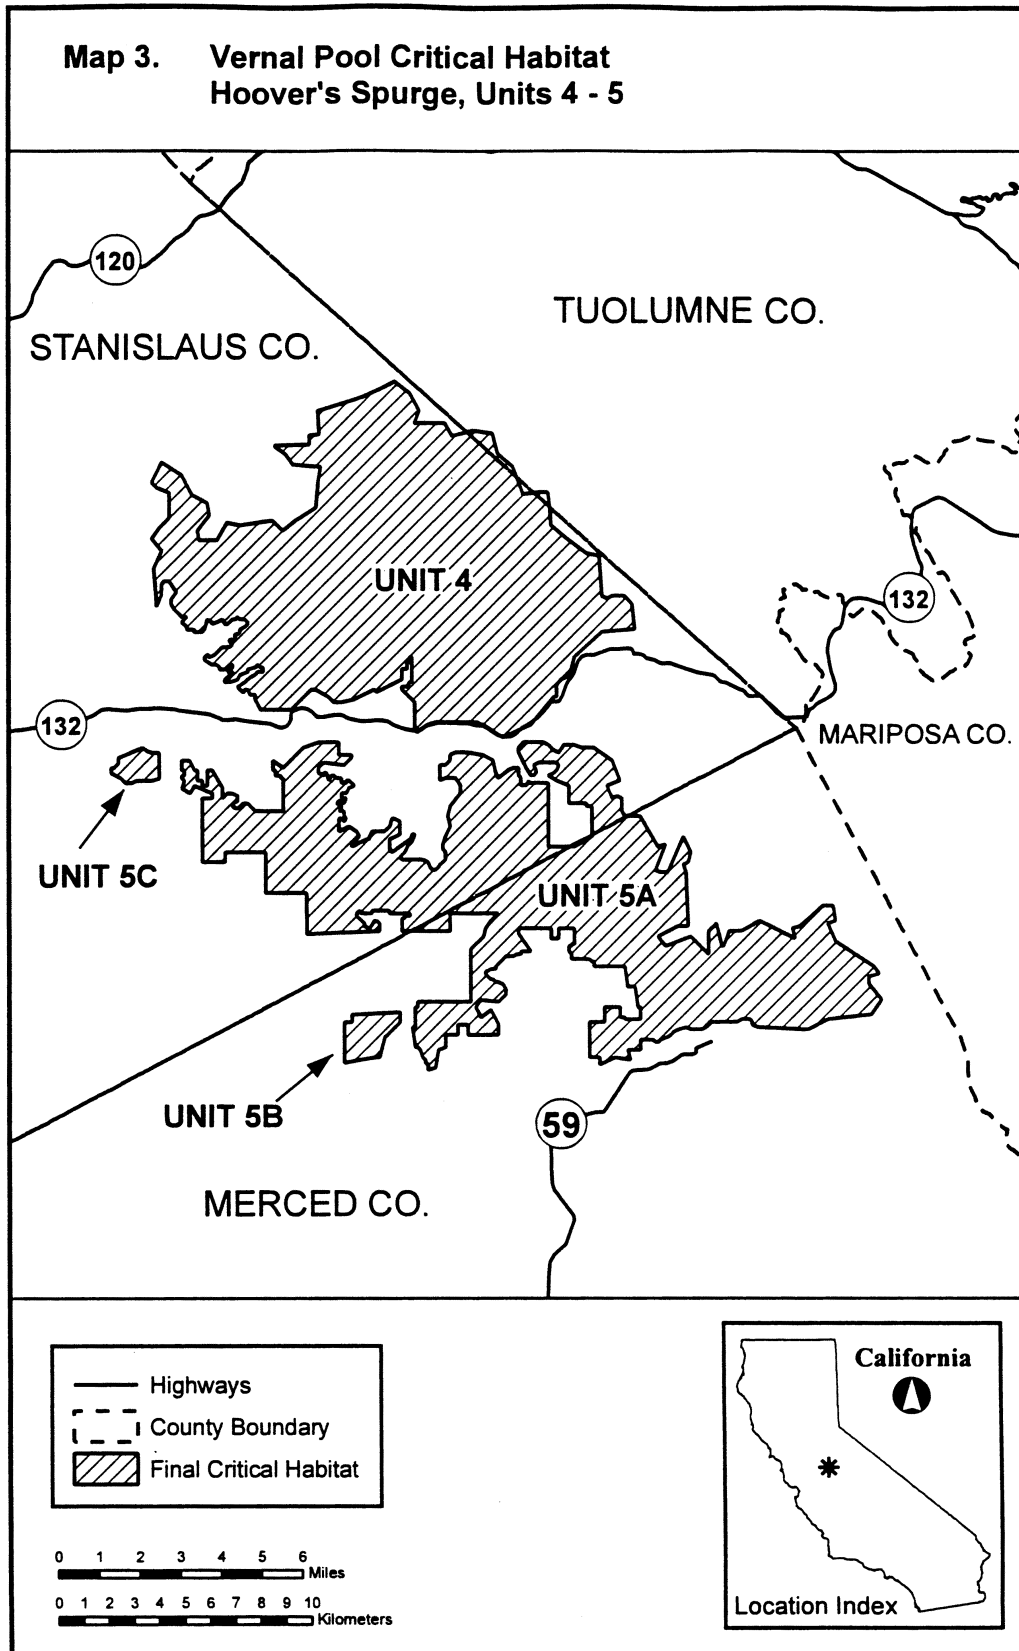 Map 3. Vernal Pool Critical Habitat
Hoover's Spurge, Units 4 - 5
120
TUOLUMNE CO.
STANISLAUS CO.
UNIT 4
132
132
MARIPOSA CO.
UNIT 5C
UNIT 5A
UNIT 5B
59
MERCED CO.
Highways
County Boundary
Final Critical Habitat
0 1 2 3 4 5 6
Miles
0 1 2 3 4 5 6 7 8 9 10
Kilometers
California
Location Index